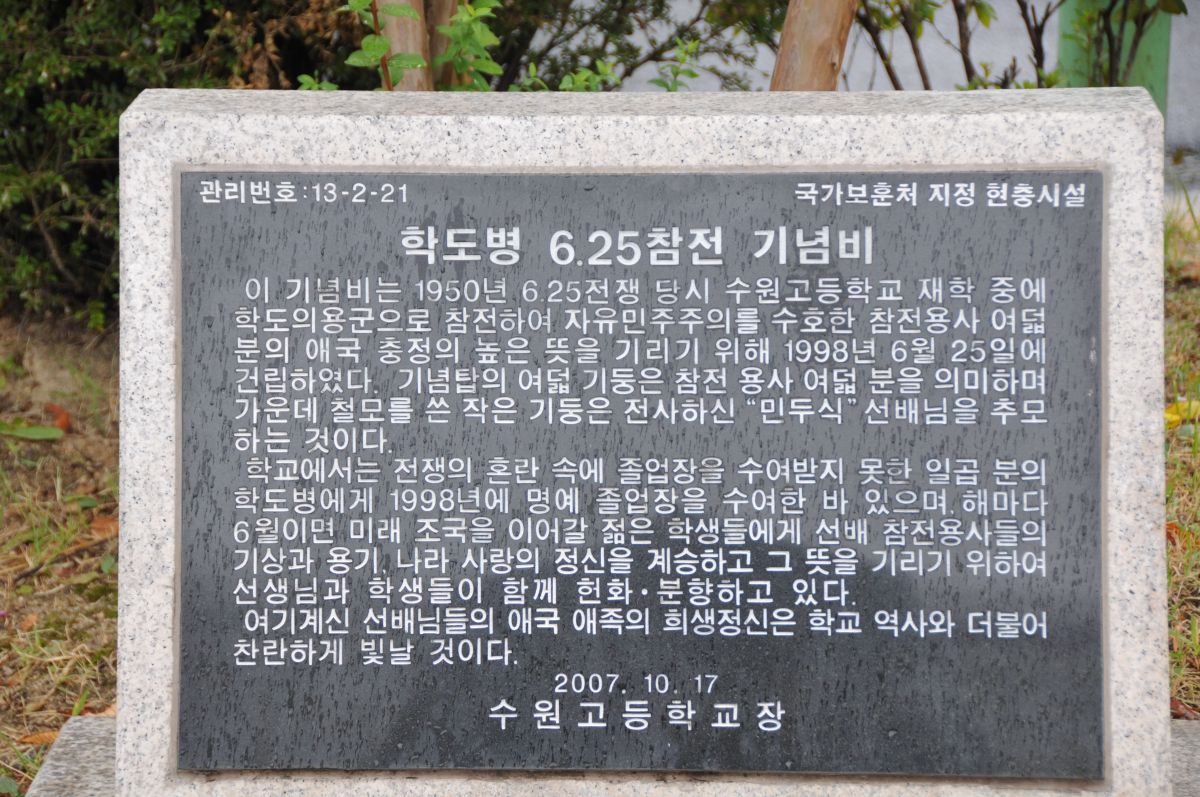 관리번호:13-2-21
국가보훈처 지정 현충시설
학도병 6.25참전 기념비
이 기념비는 1950년 6.25전쟁 당시 수원고등학교 재학 중에
학도의용군으로 참전하여 자유민주주의를 수호한 참전용사 여덟
분의 애국 충정의 높은 뜻을 기리기 위해 1998년 6월 25일에
건립하였다. 기념탑의 여덟 기둥은 참전 용사 여덟 분을 의미하며
가운데 철모를 쓴 작은 기둥은 전사하신 "민두식" 선배님을 추모
하는 것이다.
학교에서는 전쟁의 혼란 속에 졸업장을 수여받지 못한 일곱 분의
학도병에게 1998년에 명예 졸업장을 수여한 바 있으며, 해마다
6월이면 미래 조국을 이어갈 젊은 학생들에게 선배 참전용사들의
기상과 용기, 나라 사랑의 정신을 계승하고 그 뜻을 기리기 위하여
선생님과 학생들이 함께 헌화·분향하고 있다.
여기계신 선배님들의 애국 애족의 희생정신은 학교 역사와 더불어
찬란하게 빛날 것이다.
2007. 10. 17
수원고등학교장